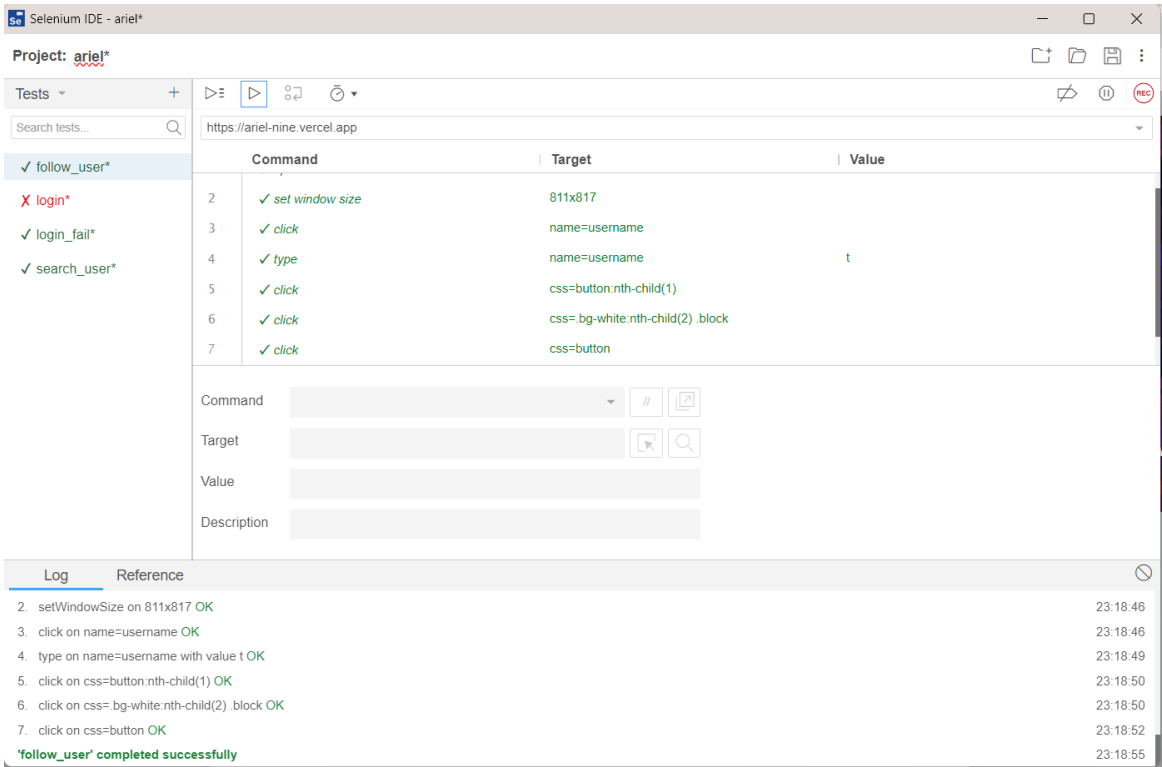 Se Selenium IDE - ariel*
Project: ariel*
Tests
Search tests...
✓ follow_user*
✗ login*
✓ login_fail*
✓ search_user*
REC
https://ariel-nine.vercel.app
Command Target Value
2 ✓ set window size 811x817
3 ✓ click name=username
4 ✓ type name=username t
5 ✓ click css=button:nth-child(1)
6 ✓ click css=.bg-white:nth-child(2) .block
7 ✓ click css=button
Command //
Target
Value
Description
Log Reference
2. setWindowSize on 811x817 OK 23:18:46
3. click on name=username OK 23:18:46
4. type on name=username with value t OK 23:18:49
5. click on css=button:nth-child(1) OK 23:18:50
6. click on css=.bg-white:nth-child(2) .block OK 23:18:50
7. click on css=button OK 23:18:52
'follow_user' completed successfully 23:18:55